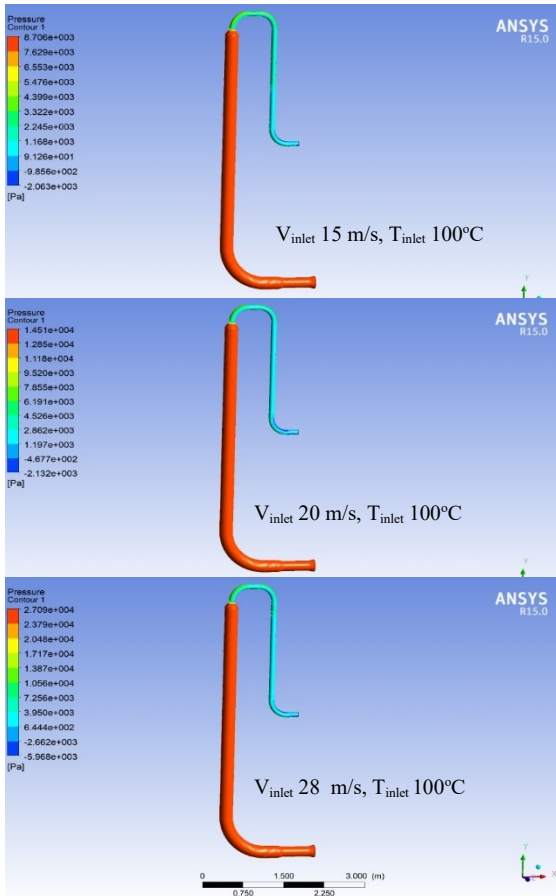 Pressure
Contour 1
8.706e+003
7.629e+003
6.553e+003
5.476e+003
4.399e+003
3.322e+003
2.245e+003
1.168e+003
9.126e+001
-9.856e+002
-2.063e+003
[Pa]
ANSYS
R15.0
Vinlet 15 m/s, Tinlet 100°C
Y
Pressure
Contour 1
1.451e+004
1.285e+004
1.118e+004
9.520e+003
7.855e+003
6.191e+003
4.526e+003
2.862e+003
1.197e+003
-4.677e+002
-2.132e+003
[Pa]
ANSYS
R15.0
Vinlet 20 m/s, Tinlet 100°C
Y
Pressure
Contour 1
2.709e+004
2.379e+004
2.048e+004
1.717e+004
1.387e+004
1.056e+004
7.256e+003
3.950e+003
6.444e+002
-2.662e+003
-5.968e+003
[Pa]
ANSYS
R15.0
Vinlet 28 m/s, Tinlet 100°C
0 1.500 3.000 (m)
0.750 2.250
Y
X